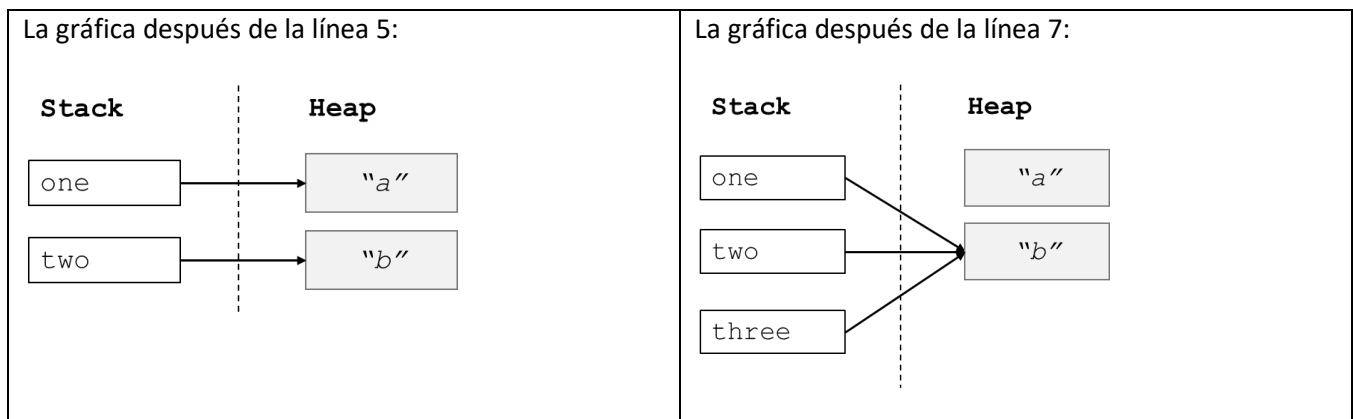 La gráfica después de la línea 5:
Stack Heap
one "a"
two "b"
La gráfica después de la línea 7:
Stack Heap
one "a"
two "b"
three